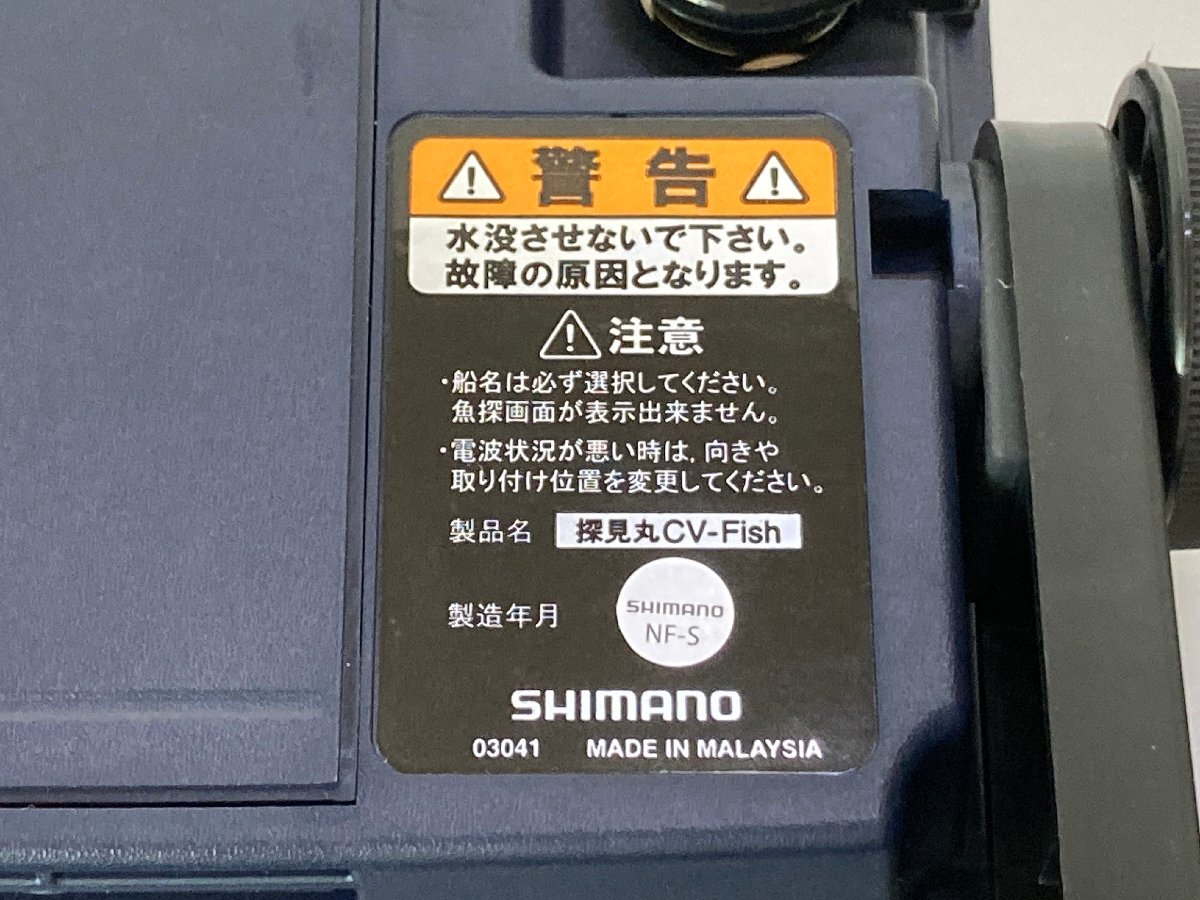 警告
水没させないで下さい。
故障の原因となります。
注意
・船名は必ず選択してください。
魚探画面が表示出来ません。
・電波状況が悪い時は、向きや
取り付け位置を変更してください。
製品名 探見丸CV-Fish
製造年月
SHIMANO
NF-S
SHIMANO
03041 MADE IN MALAYSIA